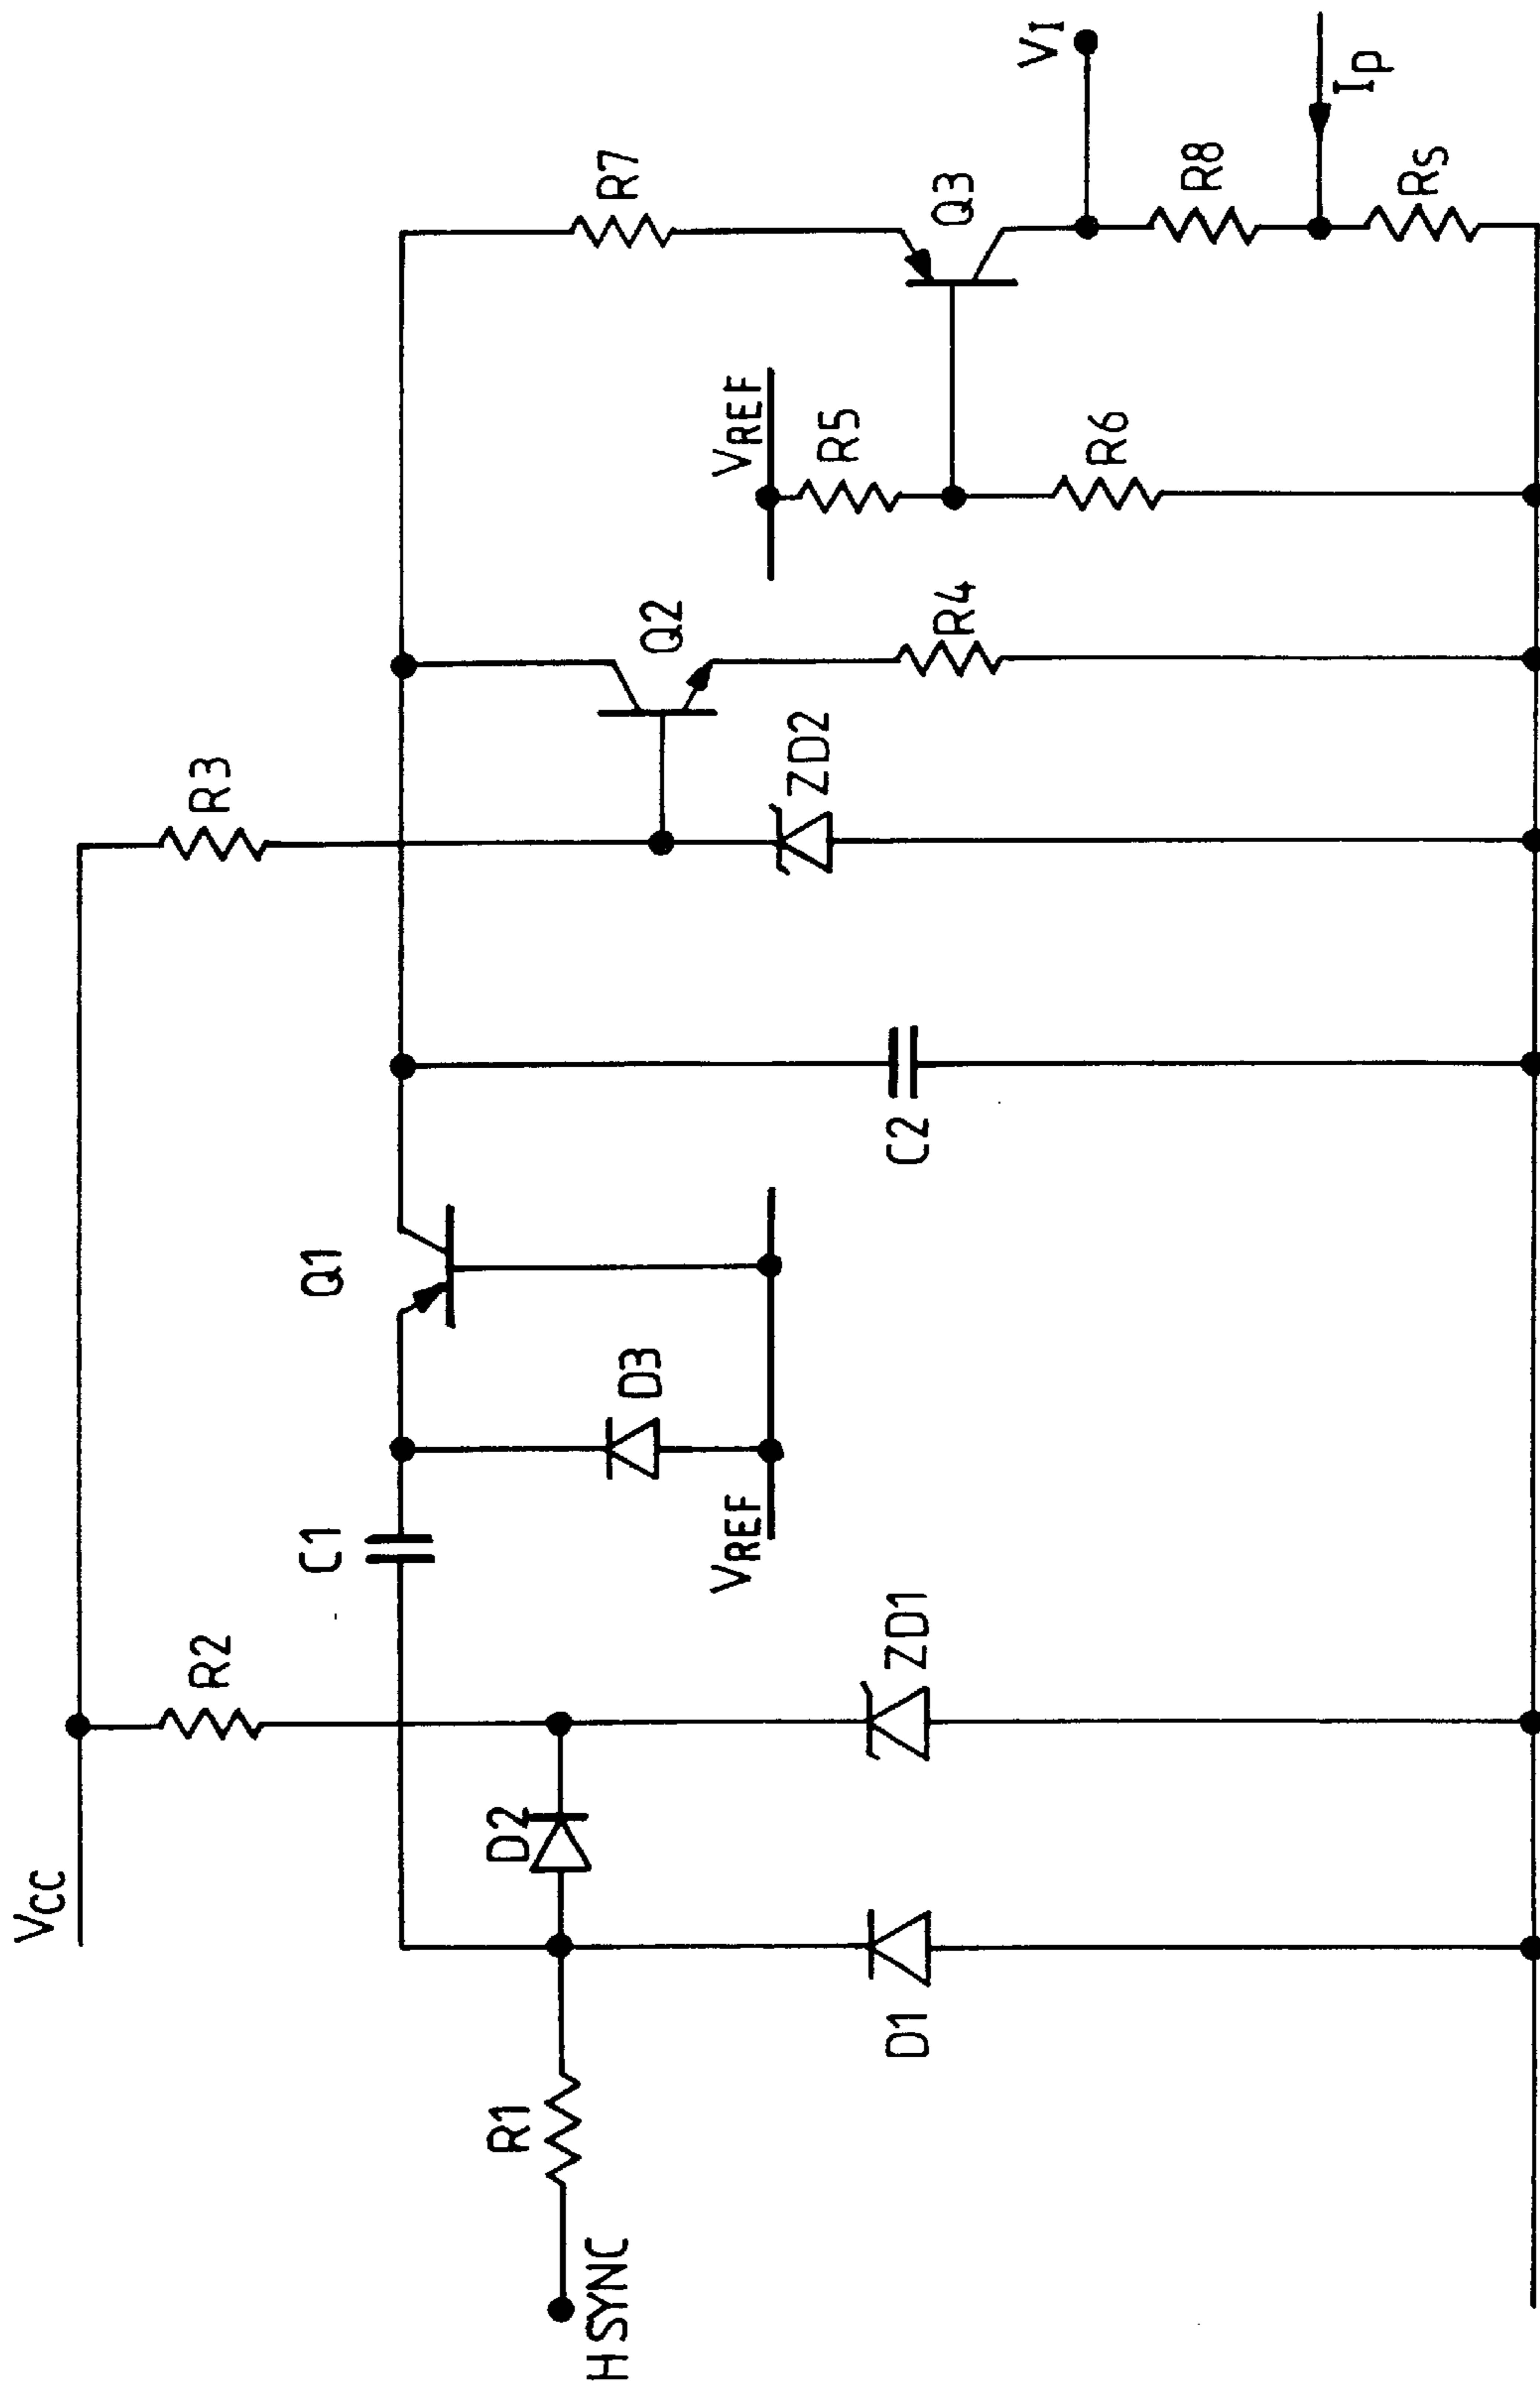 VCC
R2
R3
C1
Q1
R7
D2
R1
HSYNC
D3
Q2
VREF
VREF
R5
ZD2
D1
ZD1
C2
R4
Q3
R6
VI
R8
IP
RS